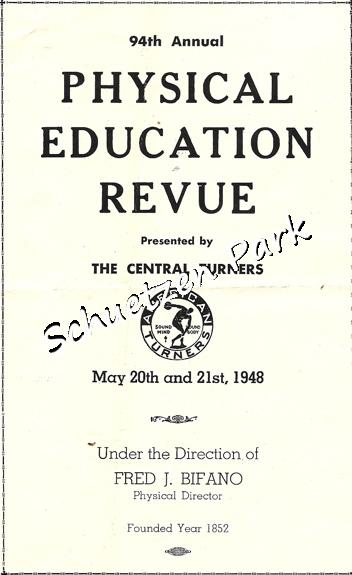 94th Annual
PHYSICAL
EDUCATION
REVUE
Presented by
THE CENTRAL TURNERS
Schuetzen Park
AMERICAN
SOUND MIND SOUND BODY
TURNERS
May 20th and 21st, 1948
Under the Direction of
FRED J. BIFANO
Physical Director
Founded Year 1852